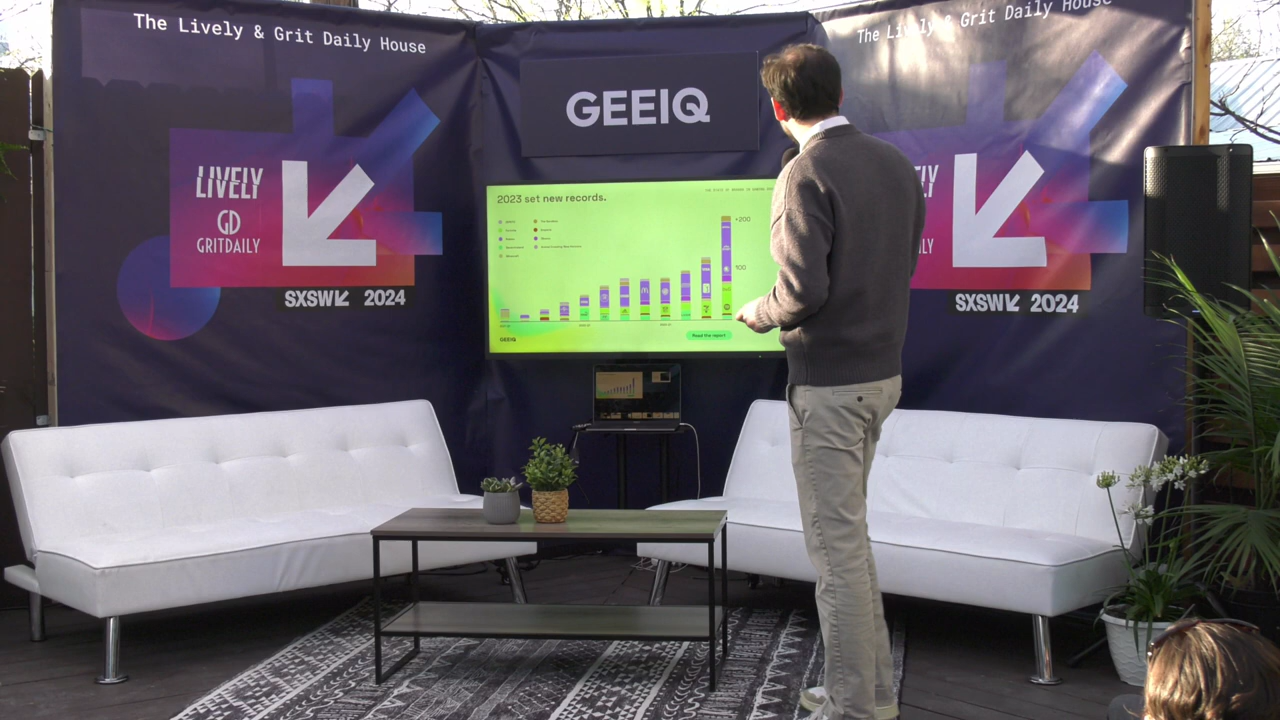 The Lively & Grit Daily House
The Lively & Grit Daily House
GEEIQ
LIVELY
GD
GRITDAILY
SXSW 2024
2023 set new records.
+200
100
GEEIQ
Read the report
SXSW 2024